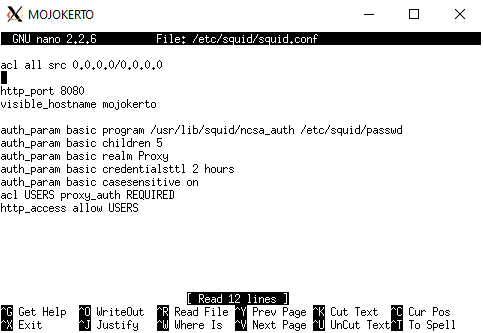 MOJOKERTO
GNU nano 2.2.6 File: /etc/squid/squid.conf
acl all src 0.0.0.0/0.0.0.0
http_port 8080
visible_hostname mojokerto
auth_param basic program /usr/lib/squid/ncsa_auth /etc/squid/passwd
auth_param basic children 5
auth_param basic realm Proxy
auth_param basic credentialsttl 2 hours
auth_param basic casesensitive on
acl USERS proxy_auth REQUIRED
http_access allow USERS
[ Read 12 lines ]
^G Get Help ^O WriteOut ^R Read File ^Y Prev Page ^K Cut Text ^C Cur Pos
^X Exit ^J Justify ^W Where Is ^V Next Page ^U UnCut Text ^T To Spell